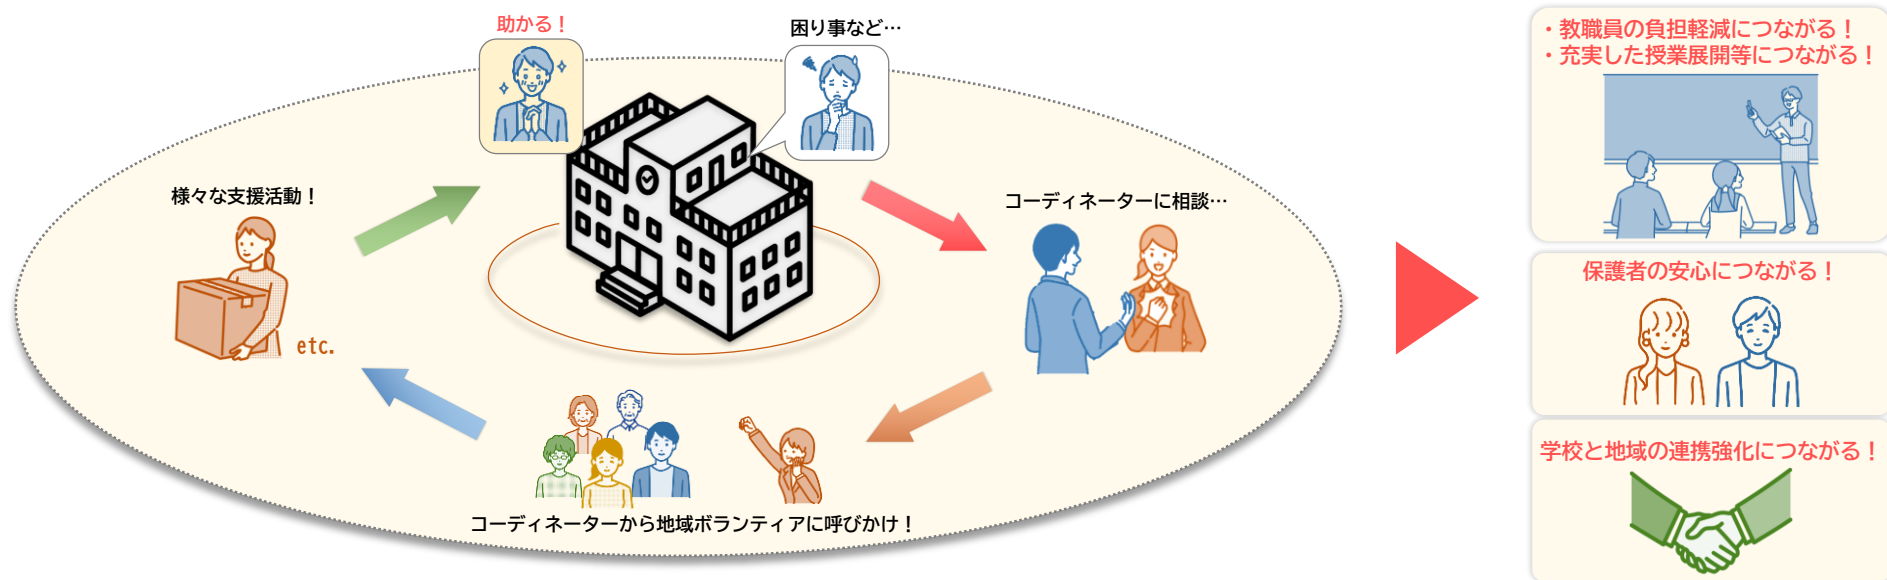 助かる！
困り事など…
様々な支援活動！
etc.
コーディネーターに相談…
コーディネーターから地域ボランティアに呼びかけ！
・教職員の負担軽減につながる！
・充実した授業展開等につながる！
保護者の安心につながる！
学校と地域の連携強化につながる！